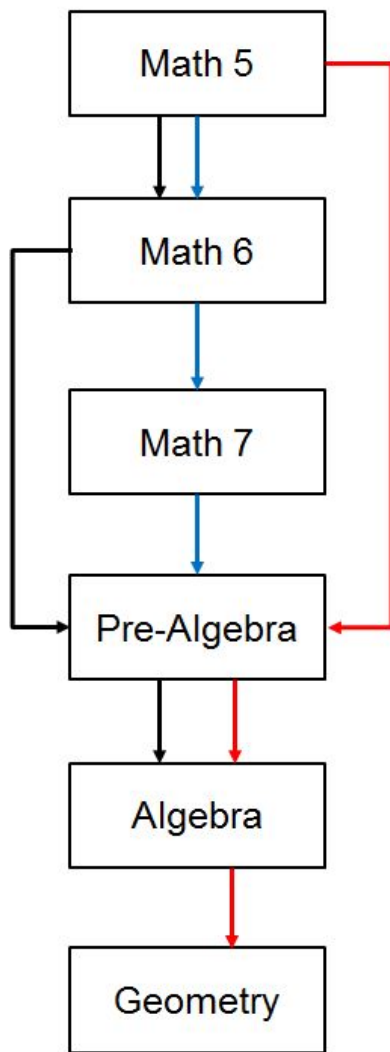 Math 5
Math 6
Math 7
Pre-Algebra
Algebra
Geometry